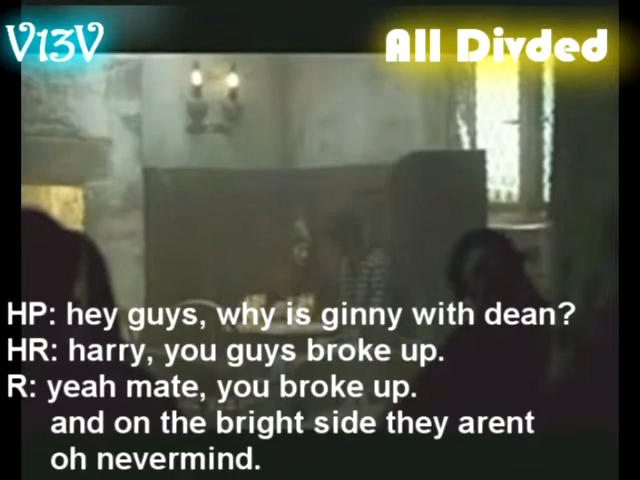 V13V
All Divded
HP: hey guys, why is ginny with dean?
HR: harry, you guys broke up.
R: yeah mate, you broke up.
and on the bright side they arent
oh nevermind.